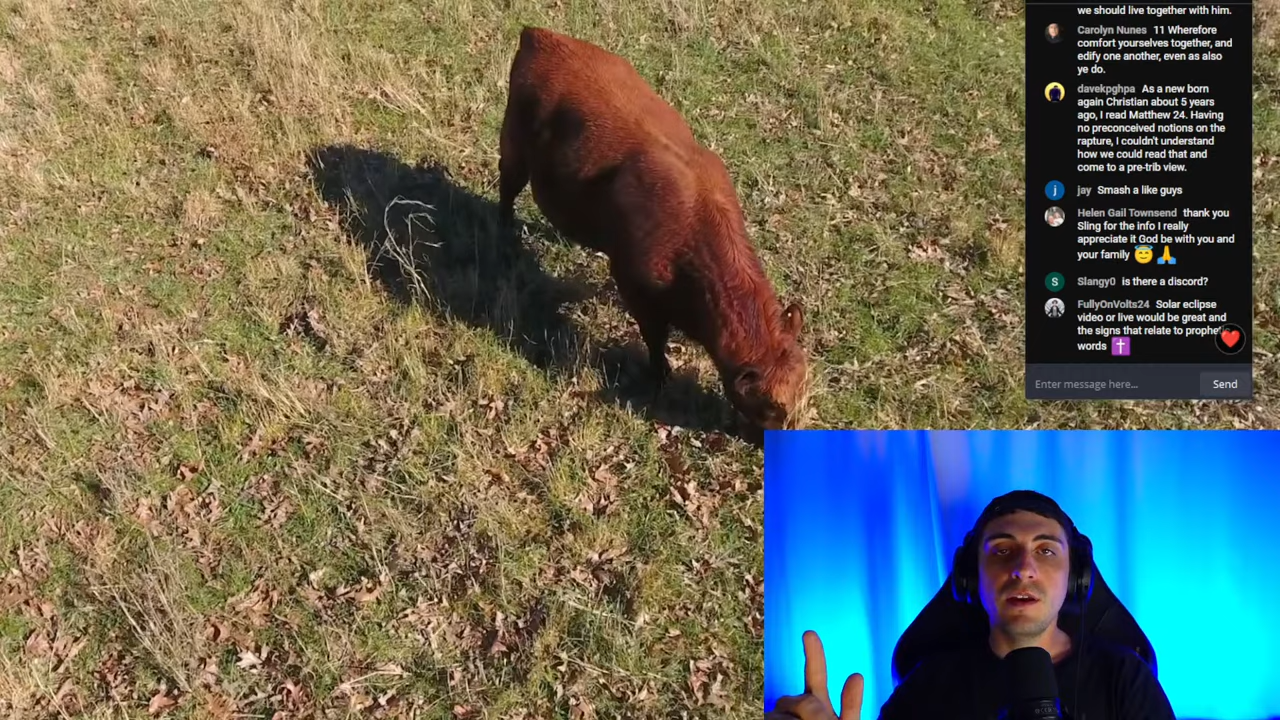 we should live together with him.
Carolyn Nunes 11 Wherefore
comfort yourselves together, and
edify one another, even as also
ye do.
davekpghpa As a new born
again Christian about 5 years
ago, I read Matthew 24. Having
no preconceived notions on the
rapture, I couldn't understand
how we could read that and
come to a pre-trib view.
j jay Smash a like guys
Helen Gail Townsend thank you
Sling for the info I really
appreciate it God be with you and
your family 😇🙏
S Slangy0 is there a discord?
FullyOnVolts24 Solar eclipse
video or live would be great and
the signs that relate to prophetic
words ✝️
Enter message here... Send